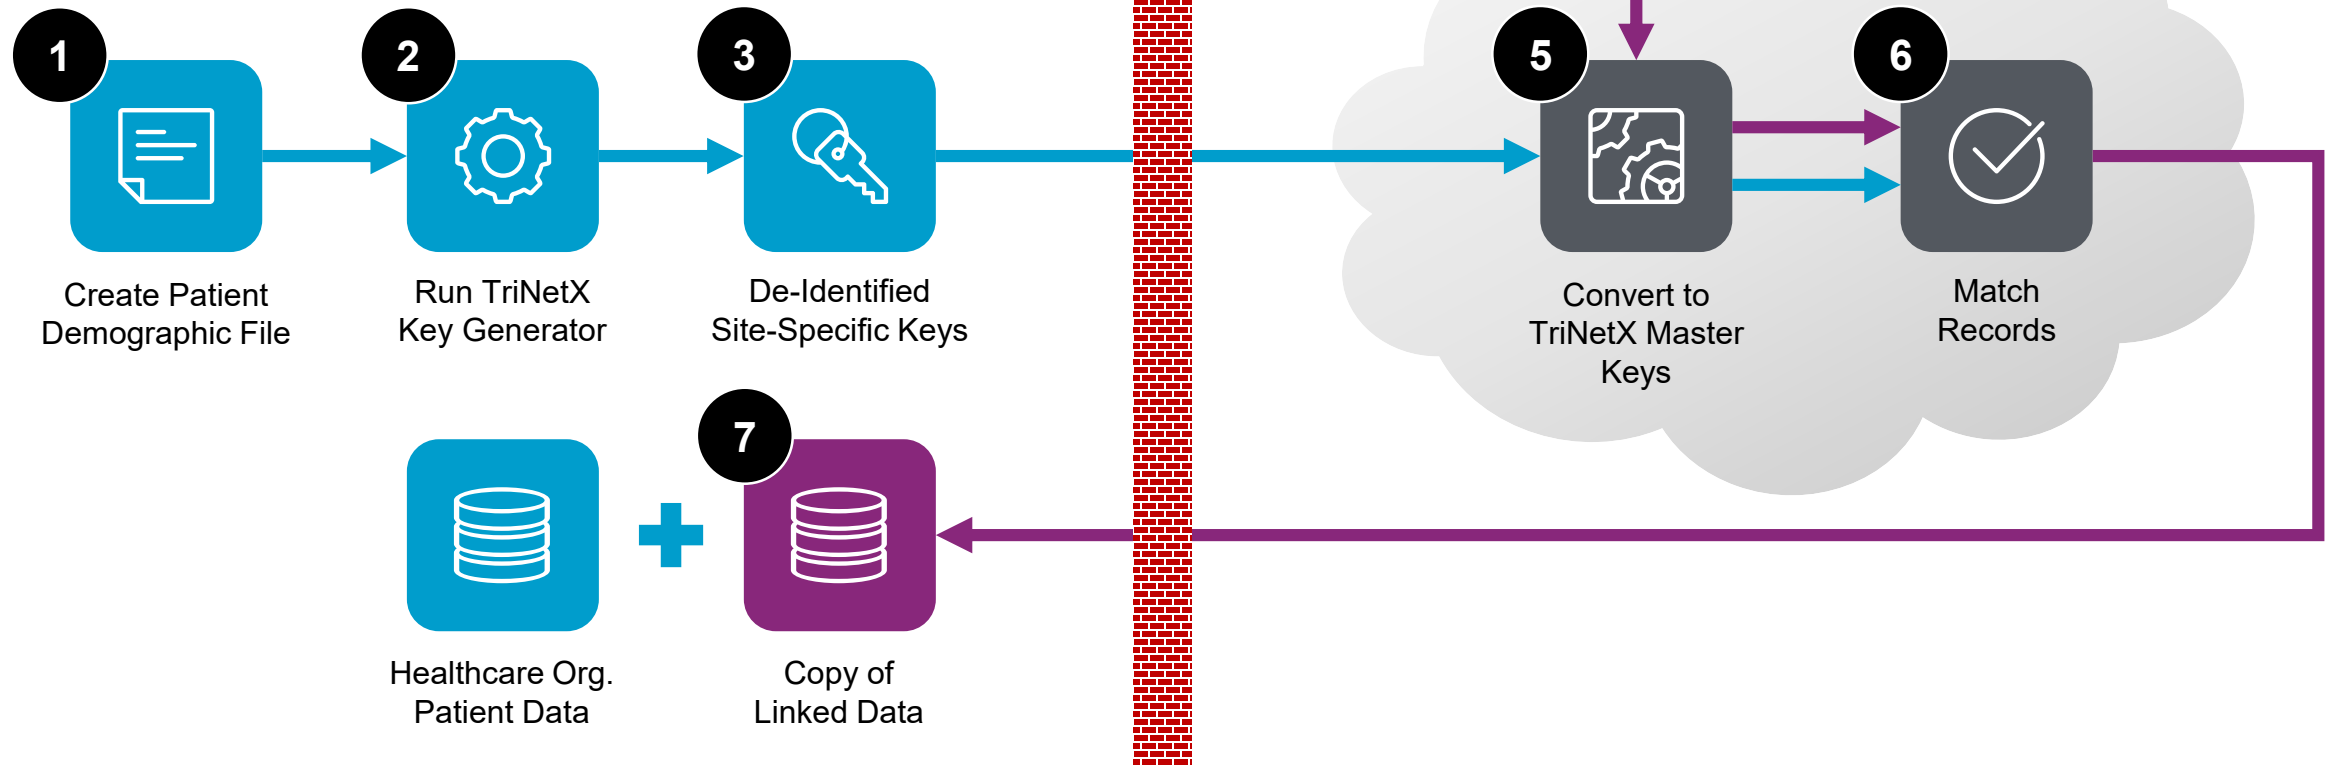 1
2
3
5
6
Create Patient
Demographic File
Run TriNetX
Key Generator
De-Identified
Site-Specific Keys
Convert to
TriNetX Master
Keys
Match
Records
7
Healthcare Org.
Patient Data
Copy of
Linked Data